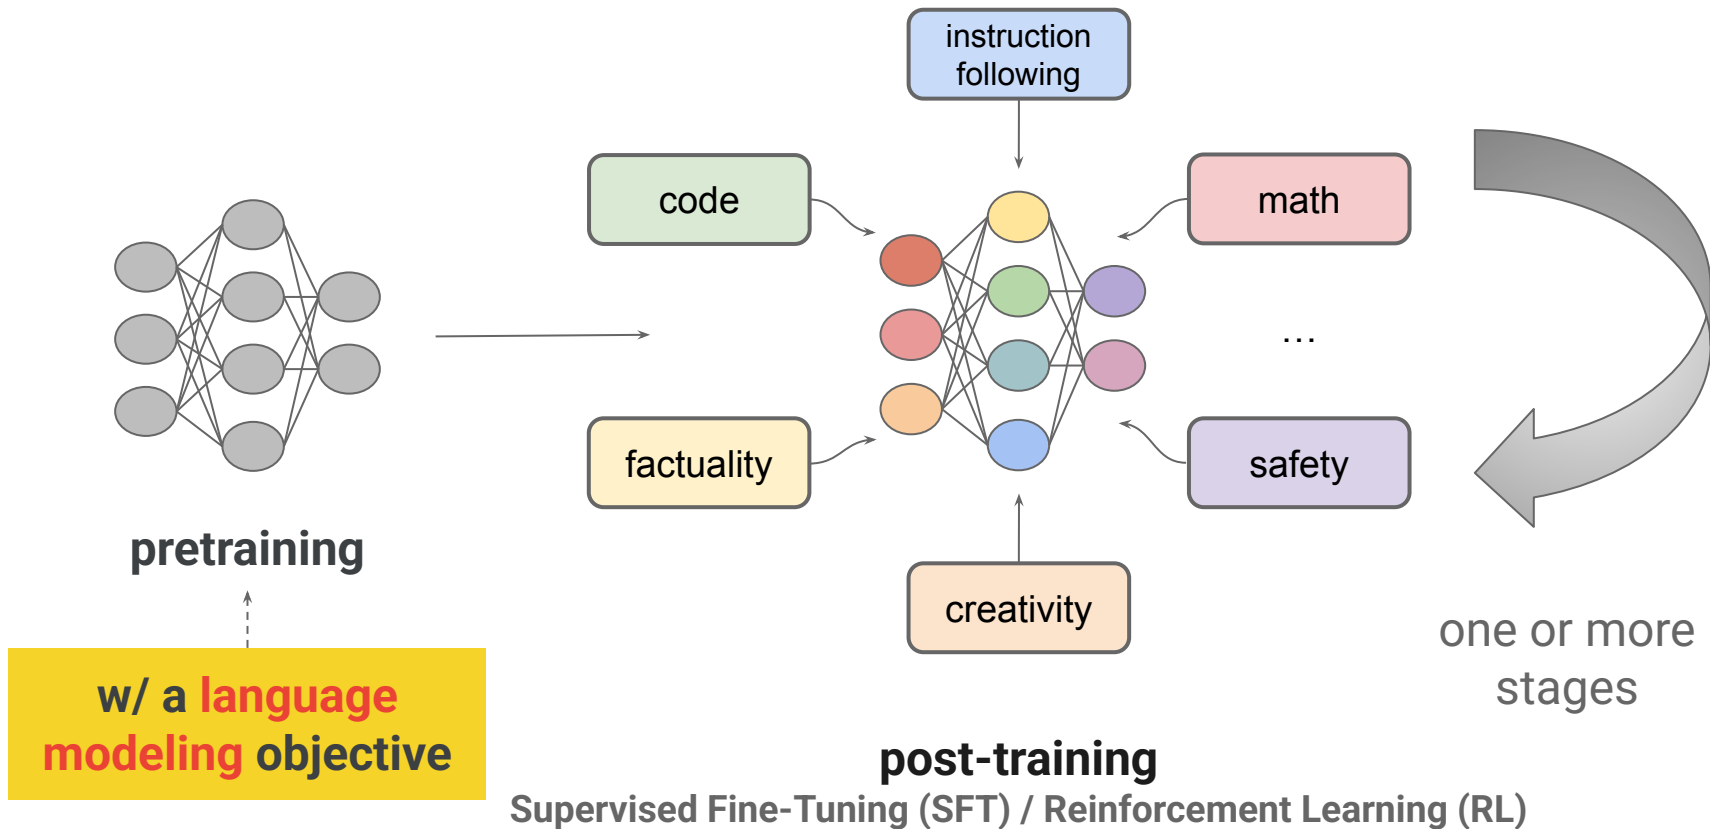 instruction
following
code
math
...
factuality
safety
pretraining
creativity
w/ a language
modeling objective
one or more
stages
post-training
Supervised Fine-Tuning (SFT) / Reinforcement Learning (RL)